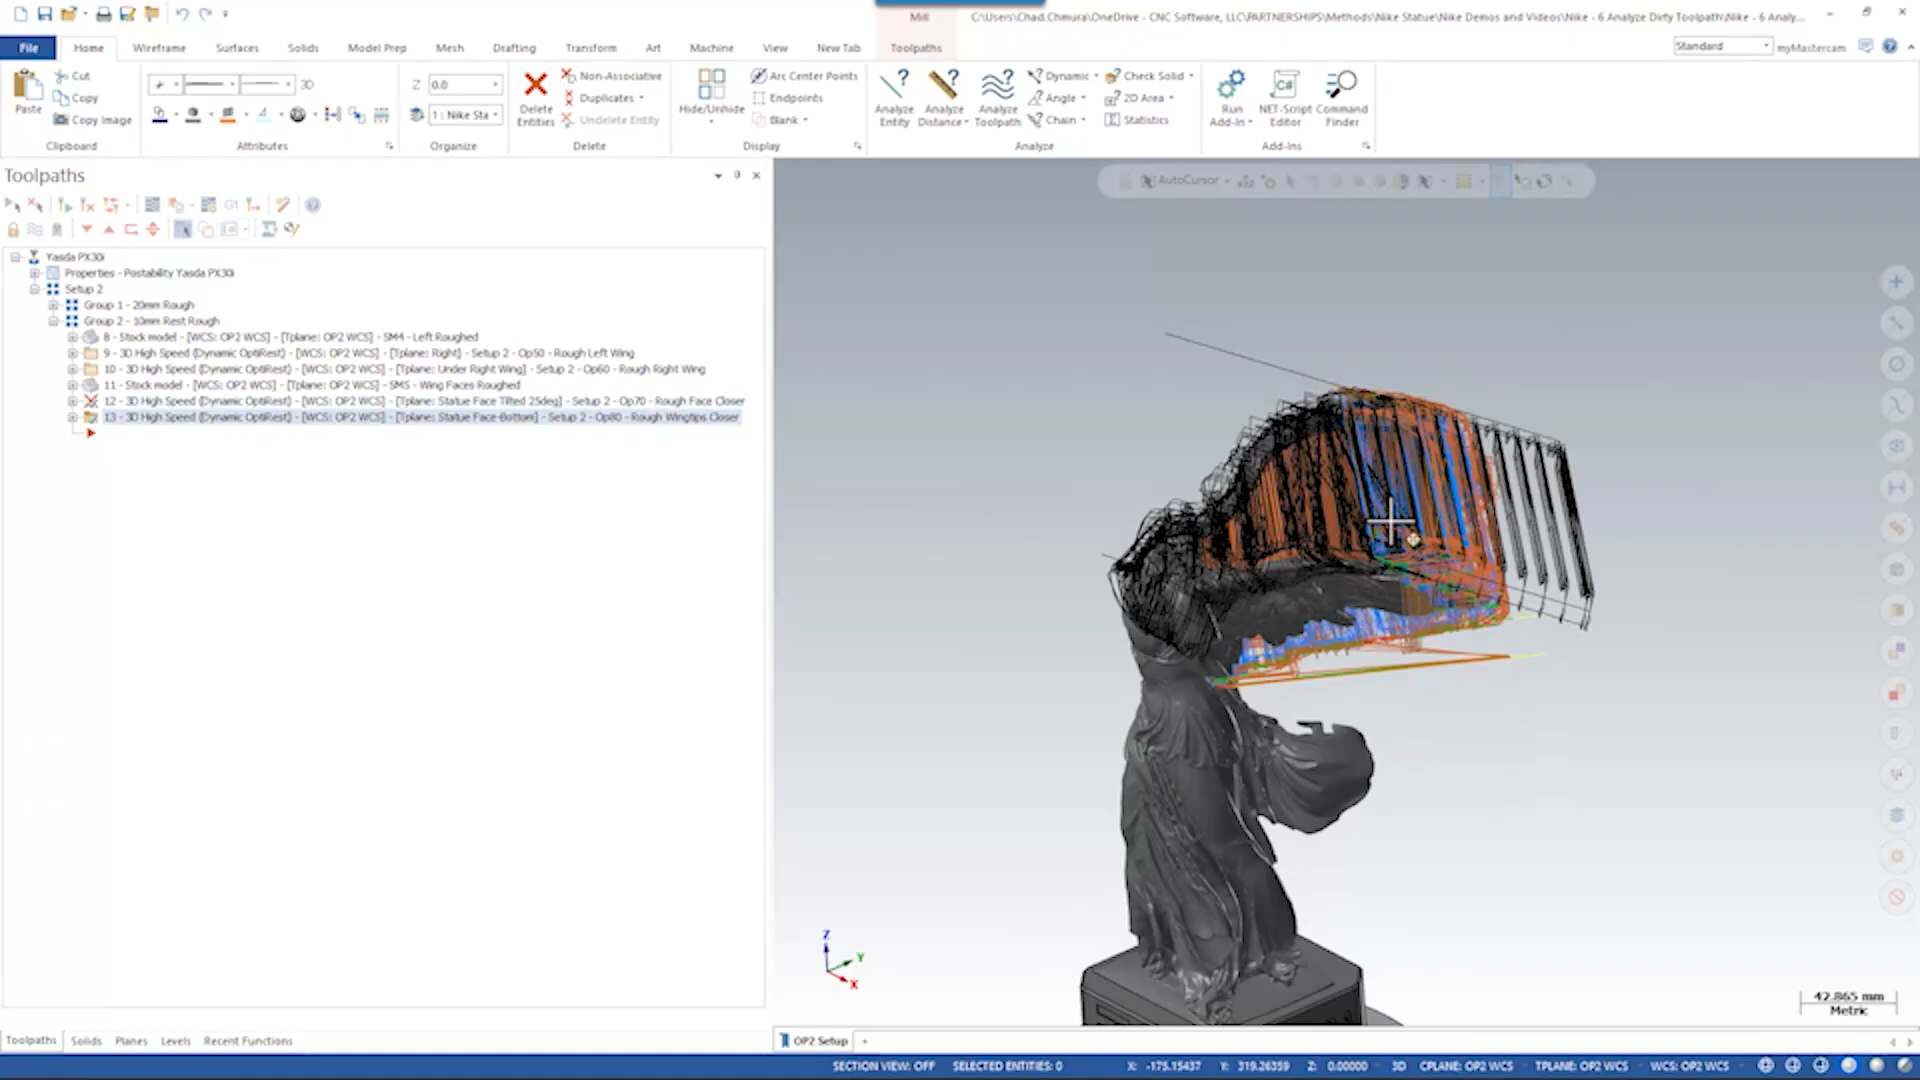 Mill
C:\Users\Chad.Chmura\OneDrive - CNC Software, LLC\PARTNERSHIPS\Methods\Nike Statue\Nike Demos and Videos\Nike - 6 Analyze Dirty Toolpath\Nike - 6 Analy...
File Home Wireframe Surfaces Solids Model Prep Mesh Drafting Transform Art Machine View New Tab Toolpaths
Standard myMastercam
Paste
Cut
Copy
Copy Image
Clipboard
3D
Attributes
Z 0.0
1 : Nike Sta
Organize
Delete Entities
Non-Associative
Duplicates
Undelete Entity
Delete
Hide/Unhide
Arc Center Points
Endpoints
Blank
Display
Analyze Entity
Analyze Distance
Analyze Toolpath
Dynamic
Angle
Chain
Check Solid
2D Area
Statistics
Analyze
Run Add-In
NET-Script Editor
Command Finder
Add-Ins
Toolpaths
AutoCursor
G1
Yasda PX30i
Properties - Postability Yasda PX30i
Setup 2
Group 1 - 20mm Rough
Group 2 - 10mm Rest Rough
8 - Stock model - [WCS: OP2 WCS] - [Tplane: OP2 WCS] - SM4 - Left Roughed
9 - 3D High Speed (Dynamic OptiRest) - [WCS: OP2 WCS] - [Tplane: Right] - Setup 2 - Op50 - Rough Left Wing
10 - 3D High Speed (Dynamic OptiRest) - [WCS: OP2 WCS] - [Tplane: Under Right Wing] - Setup 2 - Op60 - Rough Right Wing
11 - Stock model - [WCS: OP2 WCS] - [Tplane: OP2 WCS] - SM5 - Wing Faces Roughed
12 - 3D High Speed (Dynamic OptiRest) - [WCS: OP2 WCS] - [Tplane: Statue Face Tilted 25deg] - Setup 2 - Op70 - Rough Face Closer
13 - 3D High Speed (Dynamic OptiRest) - [WCS: OP2 WCS] - [Tplane: Statue Face-Bottom] - Setup 2 - Op80 - Rough Wingtips Closer
Z
Y
X
42.865 mm
Metric
Toolpaths Solids Planes Levels Recent Functions
OP2 Setup
SECTION VIEW: OFF SELECTED ENTITIES: 0 X: -175.15437 Y: 319.26359 Z: 0.00000 3D CPLANE: OP2 WCS TPLANE: OP2 WCS WCS: OP2 WCS